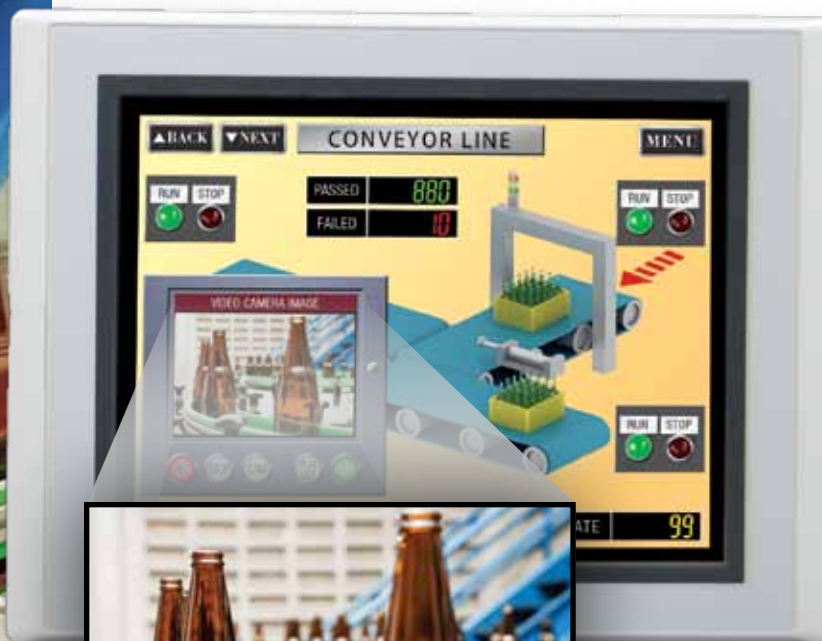 ▲BACK ▼NEXT CONVEYOR LINE MENU
RUN STOP
PASSED 880
FAILED 10
RUN STOP
VIDEO CAMERA IMAGE
RUN STOP
ATE 99